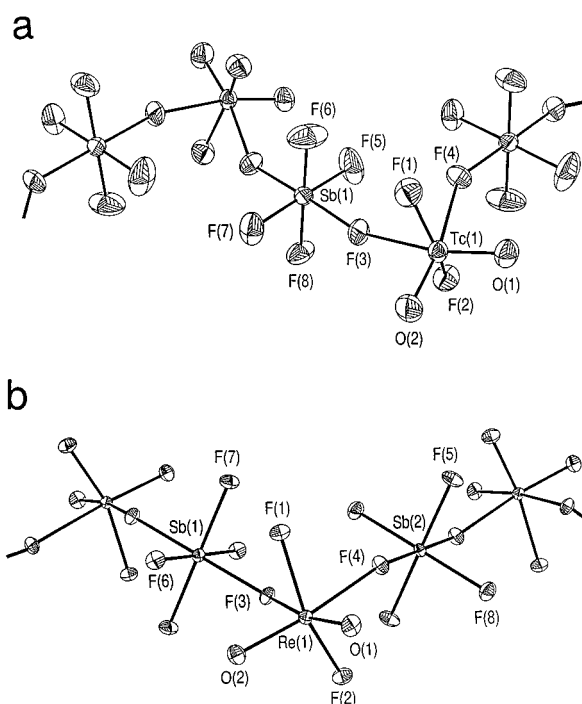 a
F(6)
F(5)
F(1)
F(4)
Sb(1)
Tc(1)
F(7)
F(3)
O(1)
F(8)
F(2)
O(2)
b
F(7)
F(5)
F(1)
Sb(1)
Sb(2)
F(4)
F(6)
F(3)
F(8)
O(1)
Re(1)
O(2)
F(2)